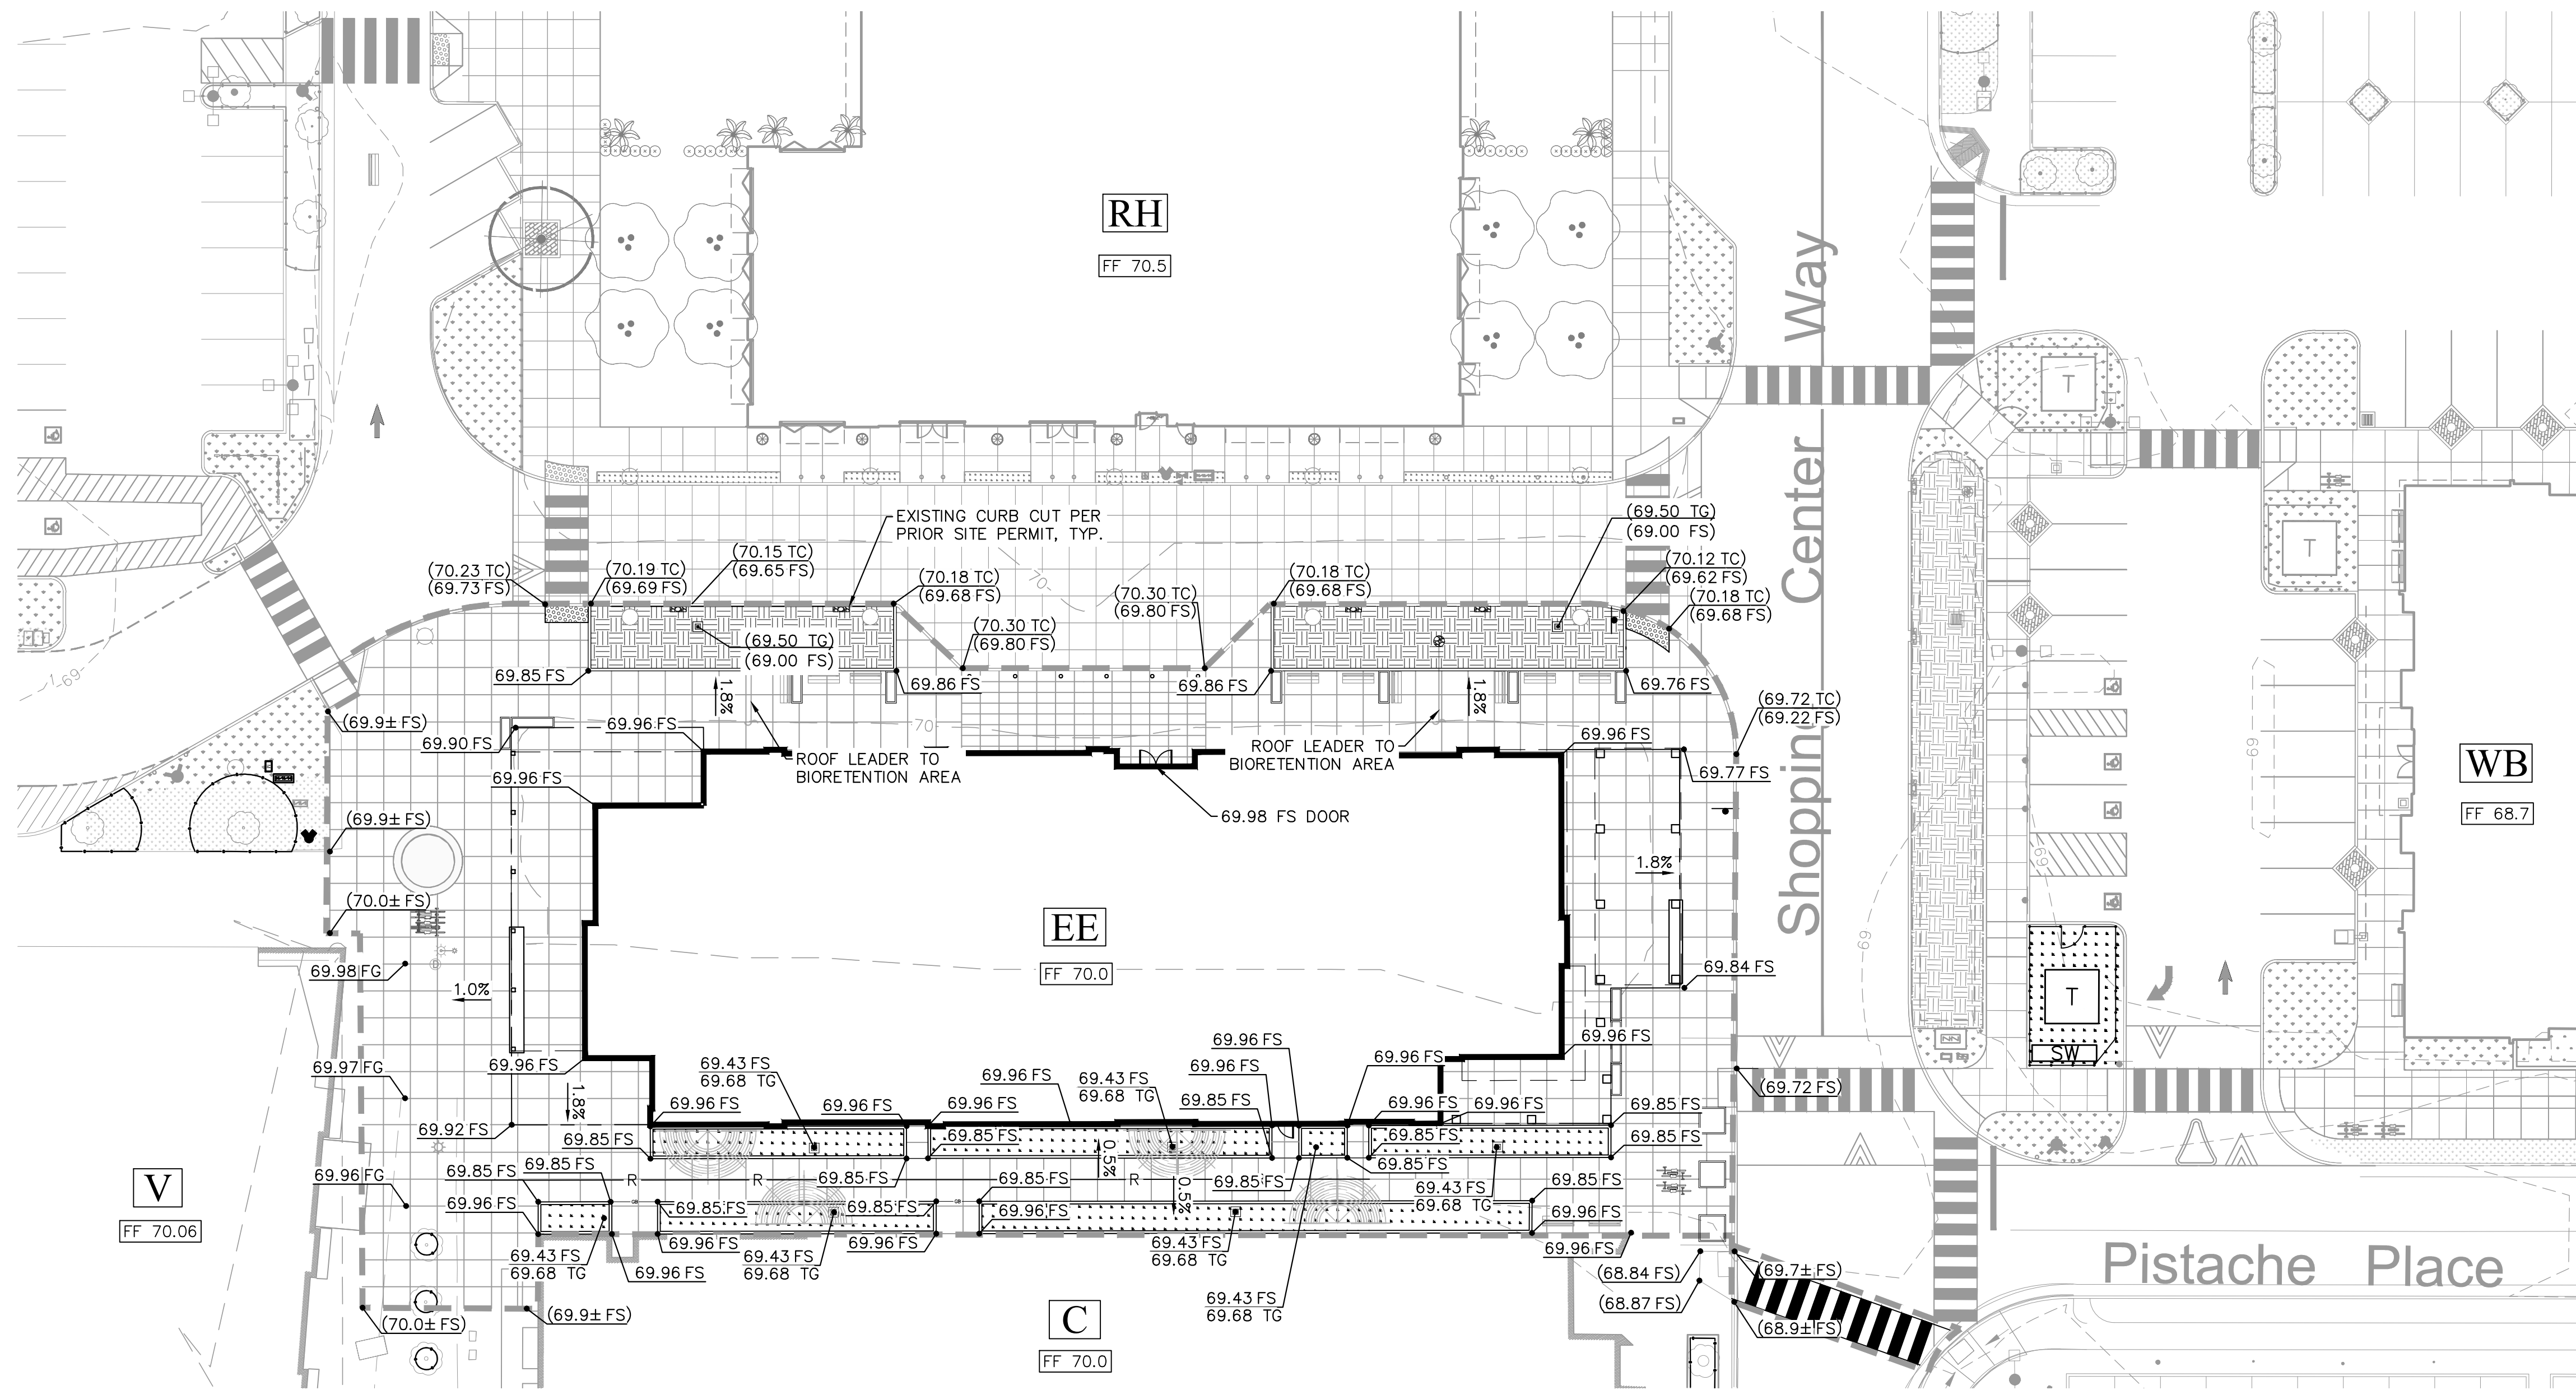 RH
FF 70.5
Shopping Center Way
T
T
EXISTING CURB CUT PER
PRIOR SITE PERMIT, TYP.
(69.50 TG)
(69.00 FS)
(70.23 TC)
(69.73 FS)
(70.19 TC)
(69.69 FS)
(70.15 TC)
(69.65 FS)
(70.18 TC)
(69.68 FS)
70
(70.30 TC)
(69.80 FS)
(70.30 TC)
(69.80 FS)
(70.18 TC)
(69.68 FS)
(70.12 TC)
(69.62 FS)
(70.18 TC)
(69.68 FS)
(69.50 TG)
(69.00 FS)
69
69.85 FS
69.86 FS
69.86 FS
69.76 FS
1.8%
1.8%
(69.72 TC)
(69.22 FS)
(69.9± FS)
69.96 FS
70
69.90 FS
ROOF LEADER TO
BIORETENTION AREA
ROOF LEADER TO
BIORETENTION AREA
69.96 FS
69.77 FS
69.96 FS
69.98 FS DOOR
(69.9± FS)
69
69
WB
FF 68.7
1.8%
(70.0± FS)
EE
FF 70.0
69
69.98 FG
69.84 FS
1.0%
T
SW
69.96 FS
69.96 FS
69.96 FS
69.96 FS
69.96 FS
69.97 FG
69.43 FS
69.68 TG
69.96 FS
69.43 FS
69.68 TG
(69.72 FS)
1.8%
69.96 FS
69.96 FS
69.96 FS
69.85 FS
69.96 FS
69.96 FS
69.85 FS
69.92 FS
69.85 FS
69.85 FS
69.85 FS
69.85 FS
0.5%
69.96 FG
69.85 FS
69.85 FS
69.85 FS
R
R
69.85 FS
69.85 FS
R
69.85 FS
69.43 FS
69.68 TG
69.85 FS
V
FF 70.06
69.96 FS
69.85 FS
69.85 FS
69.96 FS
0.5%
69.96 FS
69.96 FS
69.96 FS
69.96 FS
69.43 FS
69.68 TG
69.96 FS
69.43 FS
69.68 TG
69.43 FS
69.68 TG
(68.84 FS)
(69.7± FS)
Pistache Place
69.43 FS
69.68 TG
(68.87 FS)
(70.0± FS)
(69.9± FS)
(68.9± FS)
C
FF 70.0